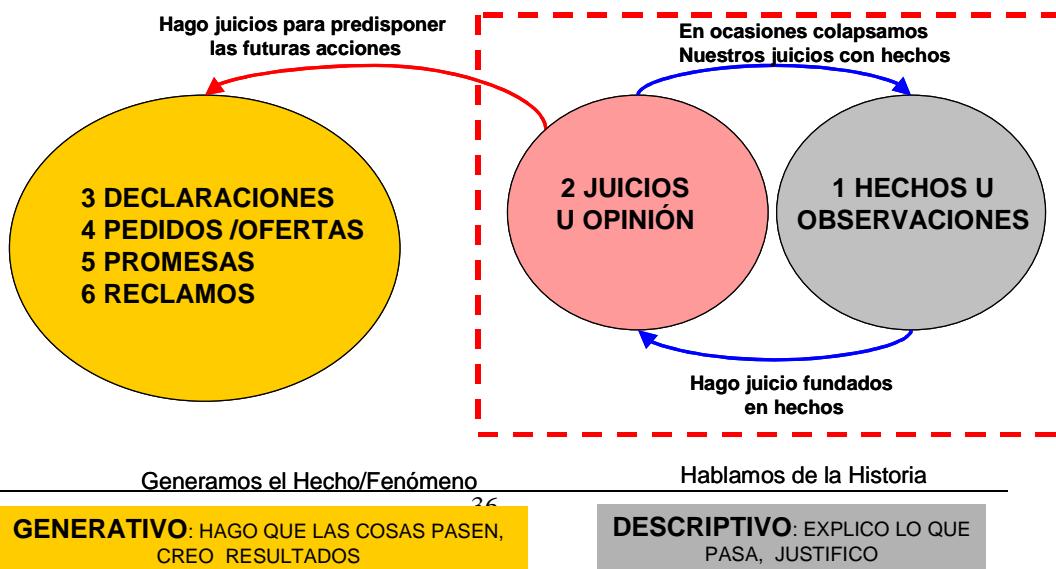 Hago juicios para predisponer
las futuras acciones
En ocasiones colapsamos
Nuestros juicios con hechos
3 DECLARACIONES
4 PEDIDOS /OFERTAS
5 PROMESAS
6 RECLAMOS
2 JUICIOS
U OPINIÓN
1 HECHOS U
OBSERVACIONES
Hago juicio fundados
en hechos
Generamos el Hecho/Fenómeno
Hablamos de la Historia
36
GENERATIVO: HAGO QUE LAS COSAS PASEN,
CREO RESULTADOS
DESCRIPTIVO: EXPLICO LO QUE
PASA, JUSTIFICO